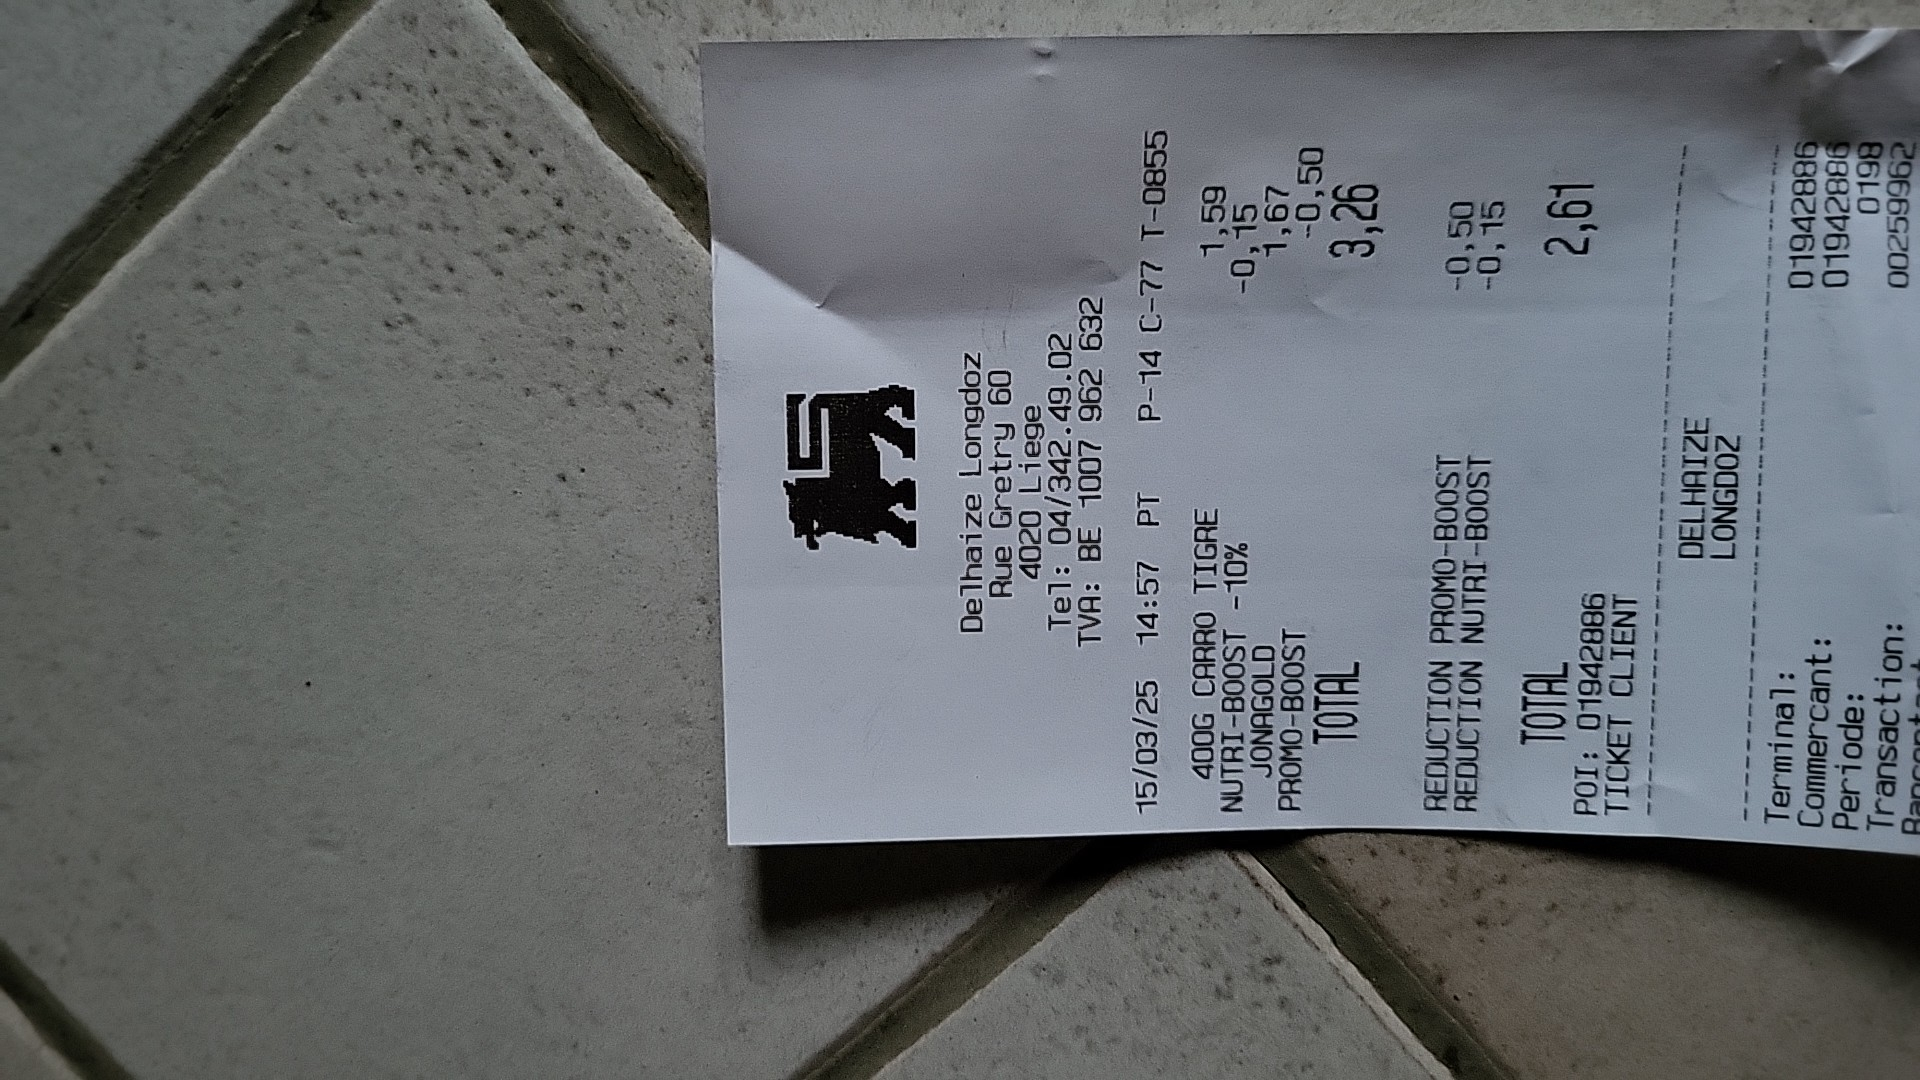 Delhaize Longdoz
Rue Gretry 60
4020 Liege
Tel: 04/342.49.02
TVA: BE 1007 962 632
15/03/25 14:57 PT P-14 C-77 T-0855
400G CARRO TIGRE 1,59
NUTRI-BOOST -10% -0,15
JONAGOLD 1,67
PROMO-BOOST -0,50
TOTAL 3,26
REDUCTION PROMO-BOOST -0,50
REDUCTION NUTRI-BOOST -0,15
TOTAL 2,61
POI: 01942886
TICKET CLIENT
DELHAIZE
LONGDOZ
Terminal: 01942886
Commercant: 01942886
Periode: 0198
Transaction: 00259962